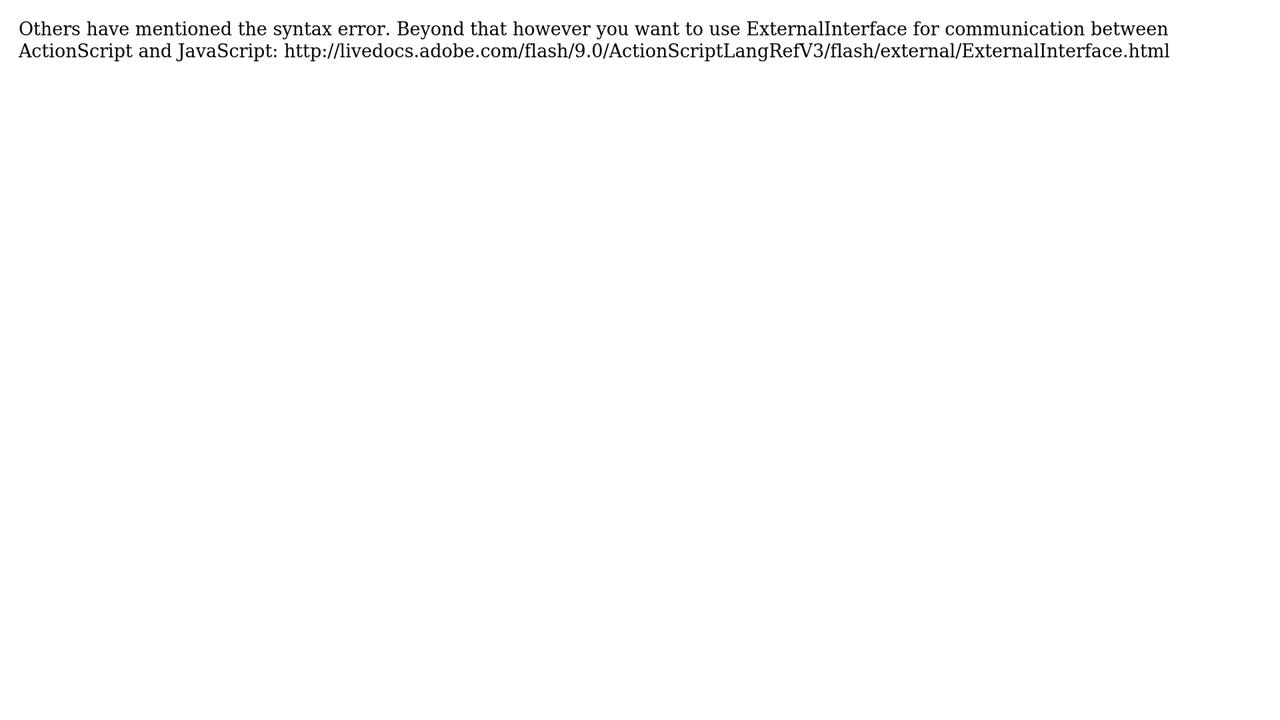 Others have mentioned the syntax error. Beyond that however you want to use ExternalInterface for communication between
ActionScript and JavaScript: http://livedocs.adobe.com/flash/9.0/ActionScriptLangRefV3/flash/external/ExternalInterface.html